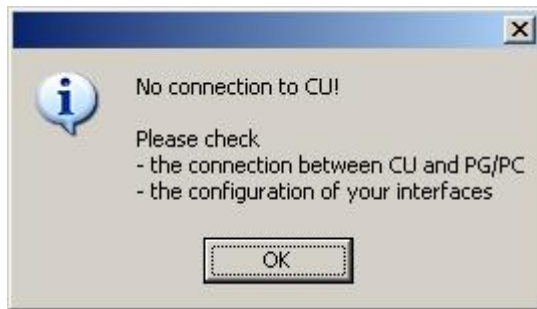 No connection to CU!
Please check
- the connection between CU and PG/PC
- the configuration of your interfaces
OK